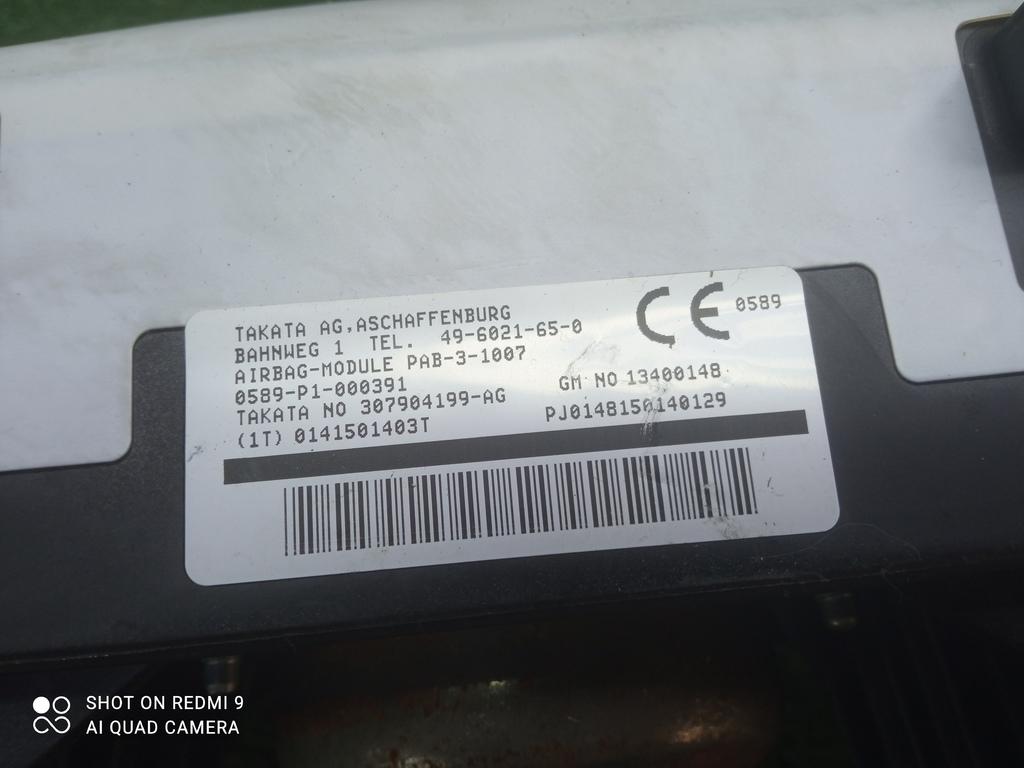 TAKATA AG,ASCHAFFENBURG
BAHNWEG 1 TEL. 49-6021-65-0
AIRBAG-MODULE PAB-3-1007
0589-P1-000391
TAKATA NO 307904199-AG
(1T) 0141501403T
CE 0589
GM NO 13400148
PJ0148150140129
SHOT ON REDMI 9
AI QUAD CAMERA